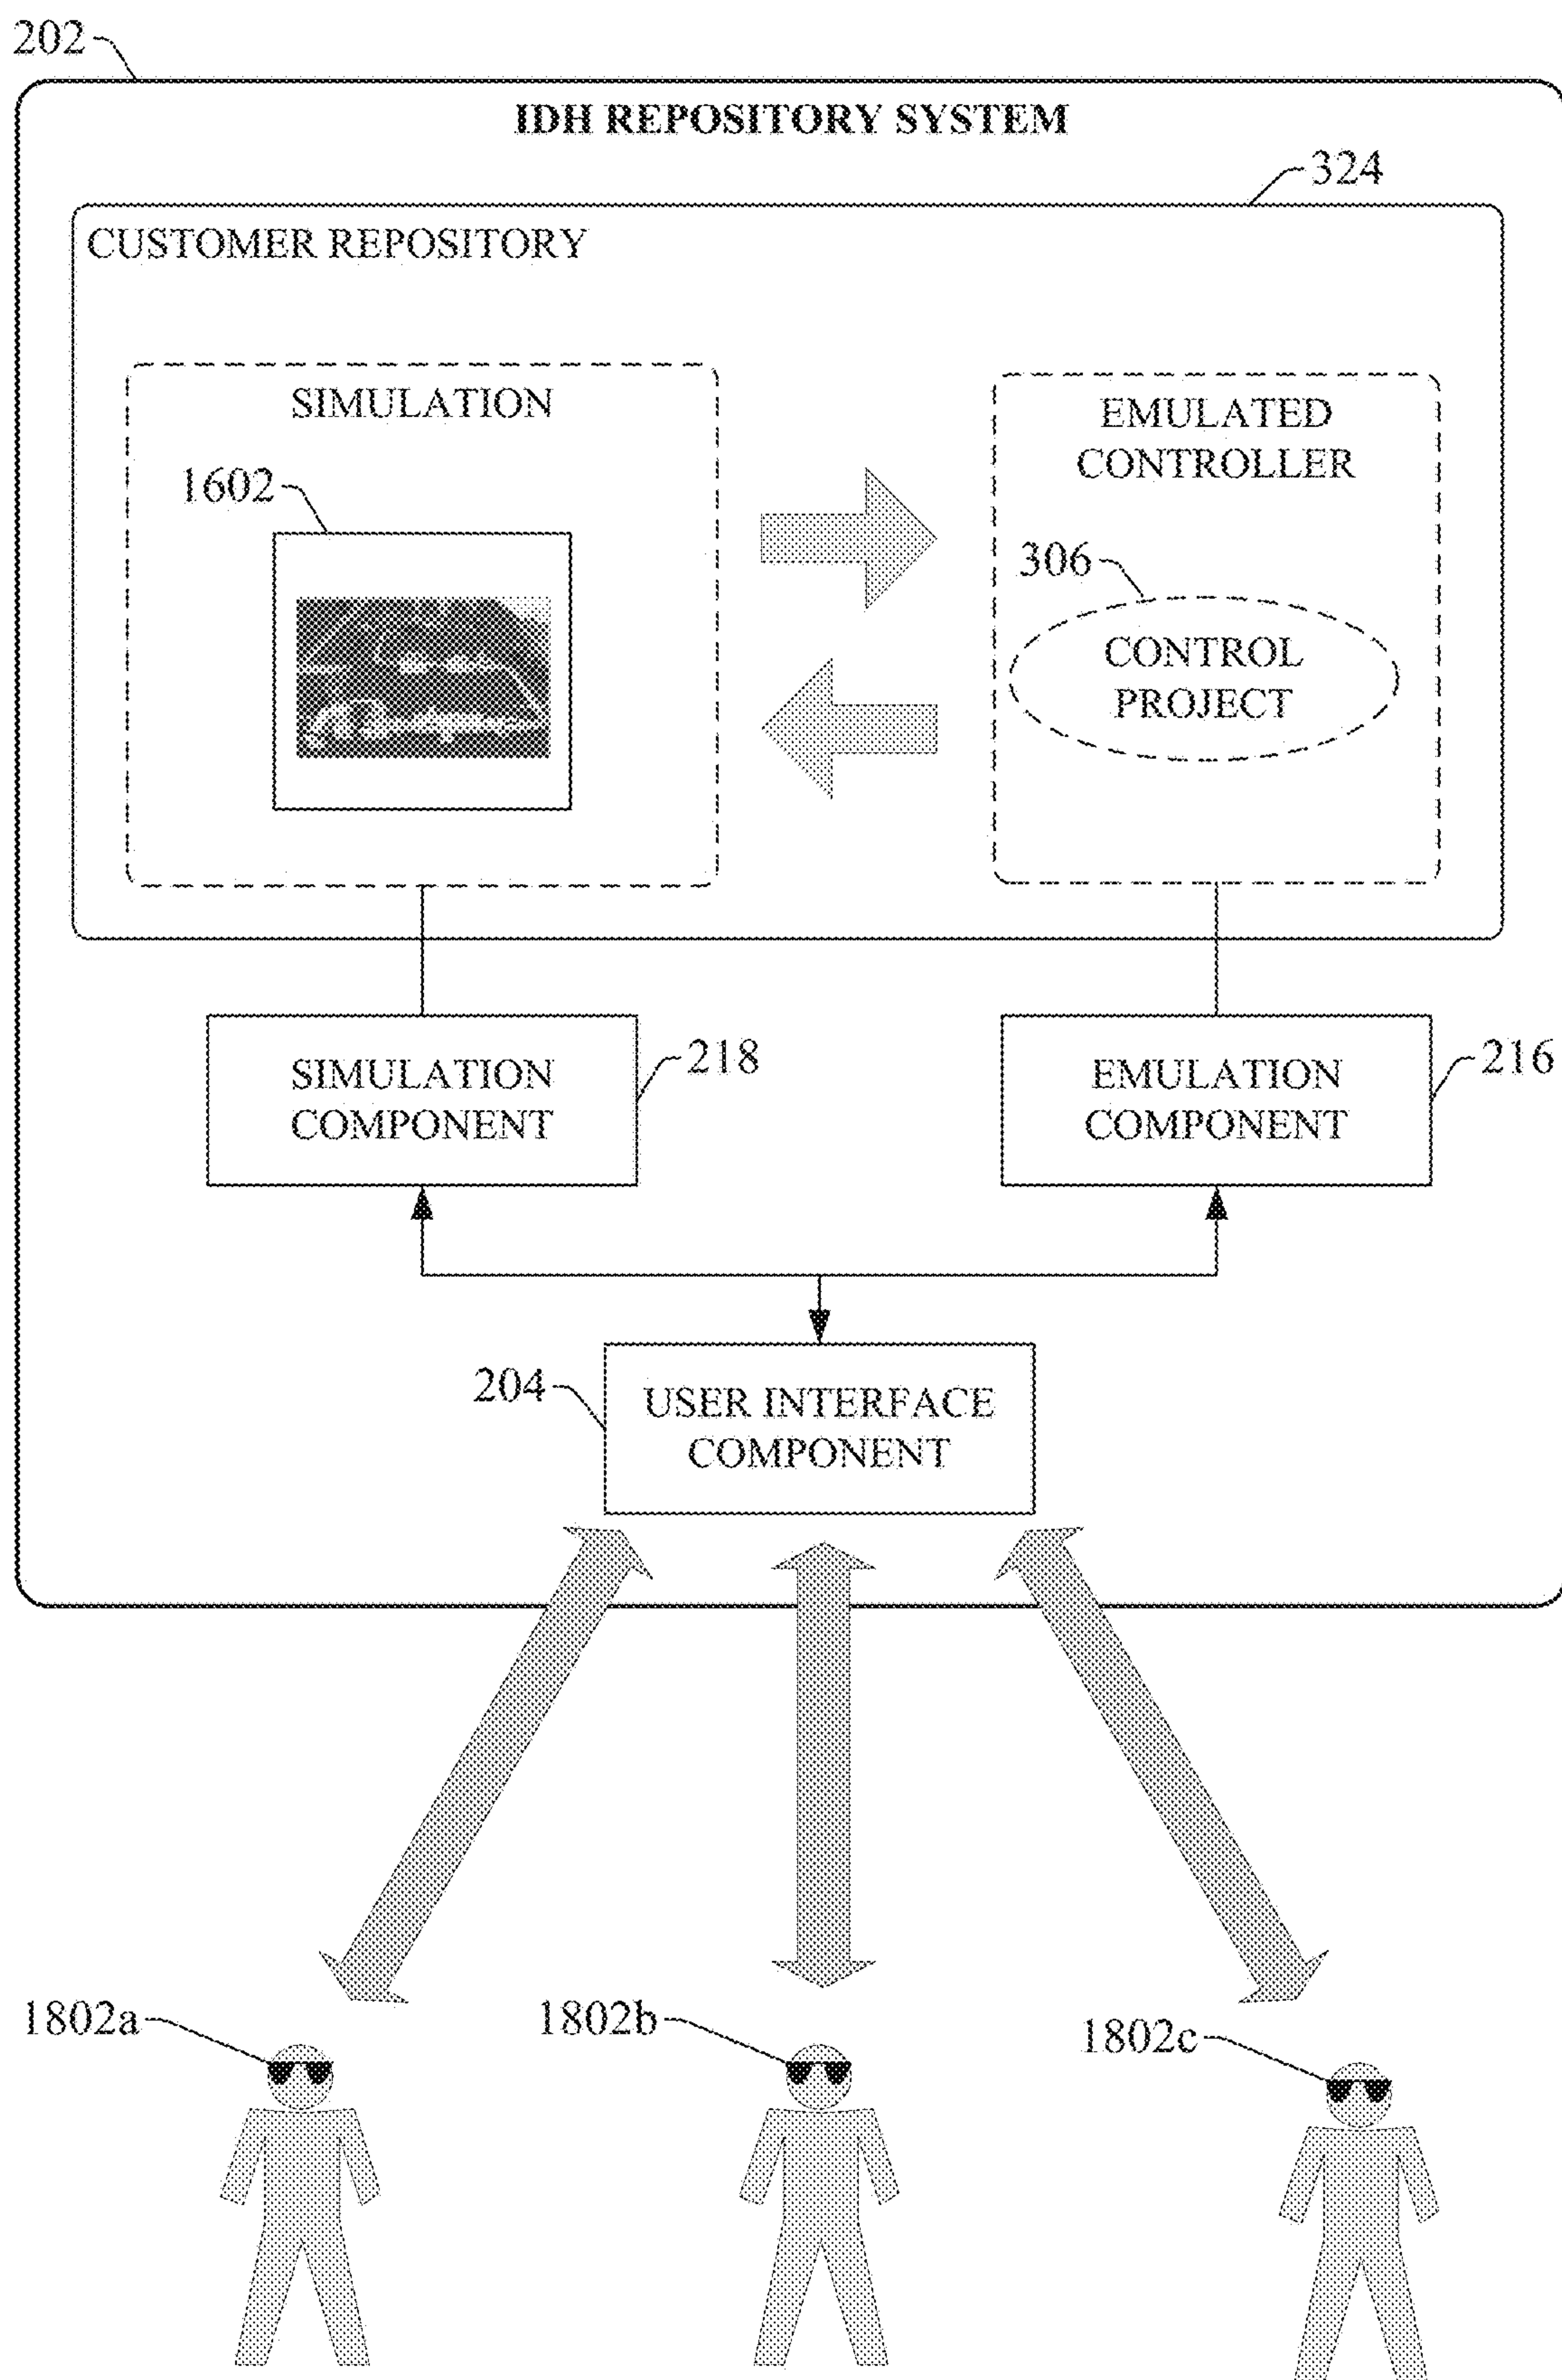 202
IDH REPOSITORY SYSTEM
324
CUSTOMER REPOSITORY
SIMULATION
EMULATED
CONTROLLER
1602
306
CONTROL
PROJECT
SIMULATION
COMPONENT
218
EMULATION
COMPONENT
216
204
USER INTERFACE
COMPONENT
1802a
1802b
1802c